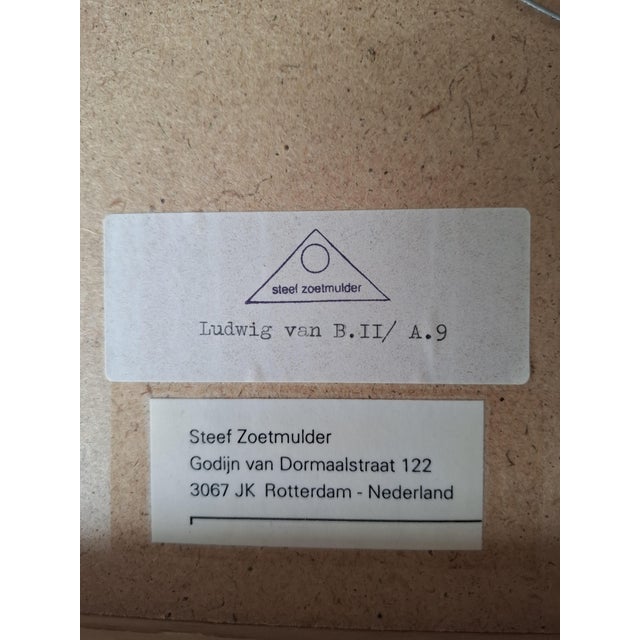 steef zoetmulder
Ludwig van B.II/ A.9
Steef Zoetmulder
Godijn van Dormaalstraat 122
3067 JK Rotterdam - Nederland